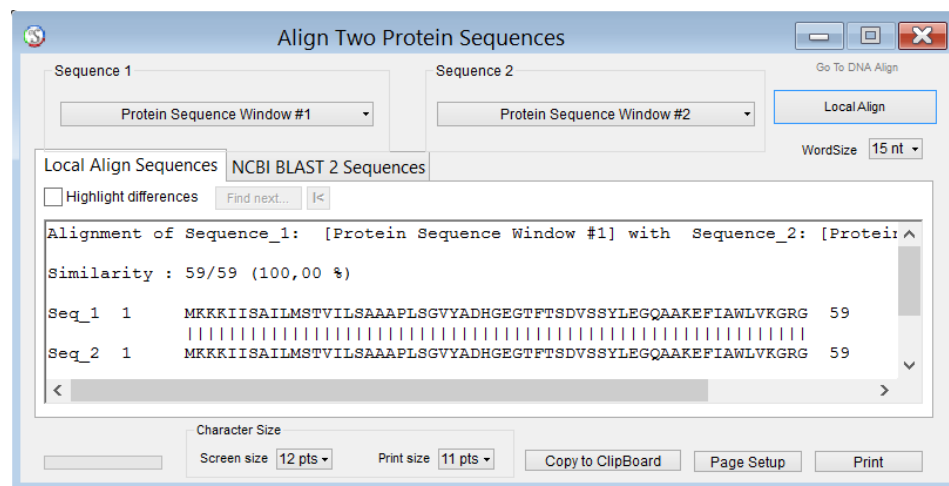 Align Two Protein Sequences
Sequence 1
Sequence 2
Go To DNA Align
Protein Sequence Window #1
Protein Sequence Window #2
Local Align
WordSize 15 nt
Local Align Sequences NCBI BLAST 2 Sequences
Highlight differences Find next... |<
Alignment of Sequence_1: [Protein Sequence Window #1] with Sequence_2: [Protein
Similarity : 59/59 (100,00 %)
Seq_1 1 MKKKIISAILMSTVILSAAAPLSGVYADHGEGTFTSDVSSYLEGQAAKEFIAWLVKGRG 59
|||||||||||||||||||||||||||||||||||||||||||||||||||||||||||
Seq_2 1 MKKKIISAILMSTVILSAAAPLSGVYADHGEGTFTSDVSSYLEGQAAKEFIAWLVKGRG 59
Character Size
Screen size 12 pts Print size 11 pts Copy to ClipBoard Page Setup Print